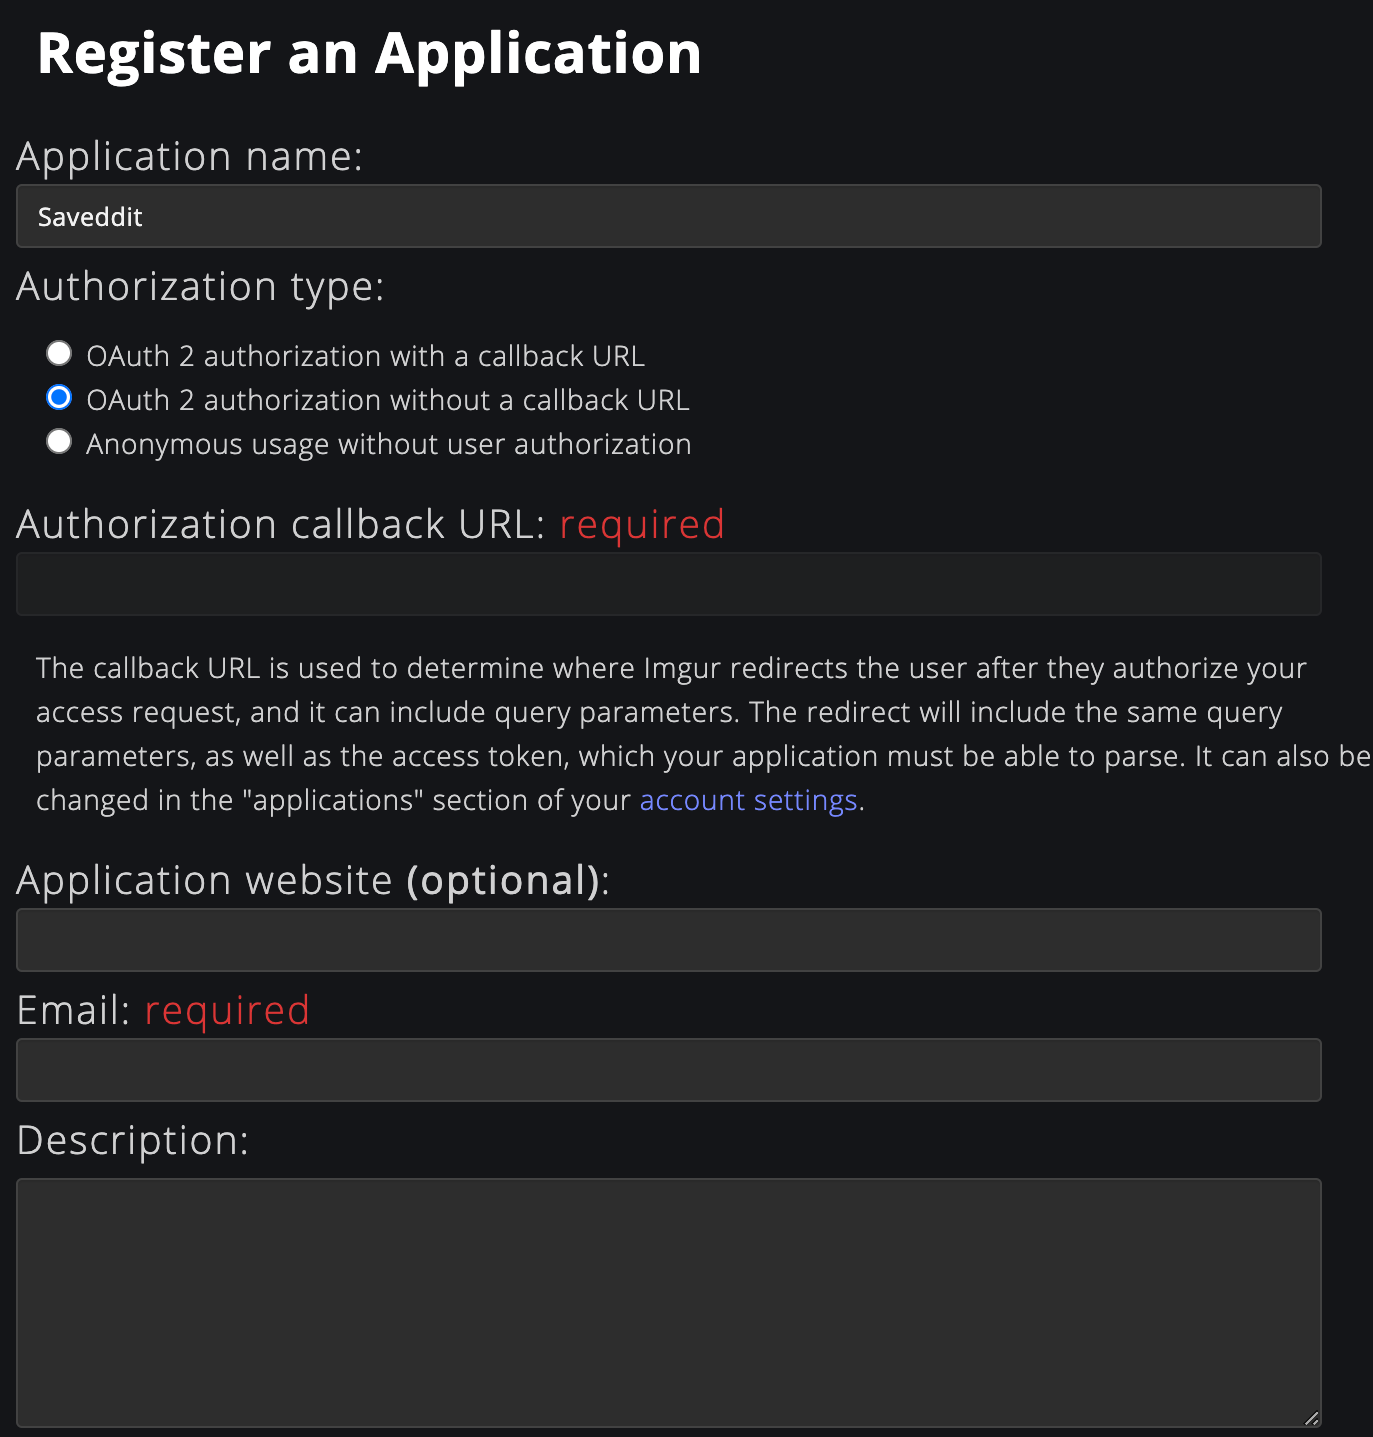 Register an Application
Application name:
Saveddit
Authorization type:
OAuth 2 authorization with a callback URL
OAuth 2 authorization without a callback URL
Anonymous usage without user authorization
Authorization callback URL: required
The callback URL is used to determine where Imgur redirects the user after they authorize your
access request, and it can include query parameters. The redirect will include the same query
parameters, as well as the access token, which your application must be able to parse. It can also be
changed in the "applications" section of your account settings.
Application website (optional):
Email: required
Description: